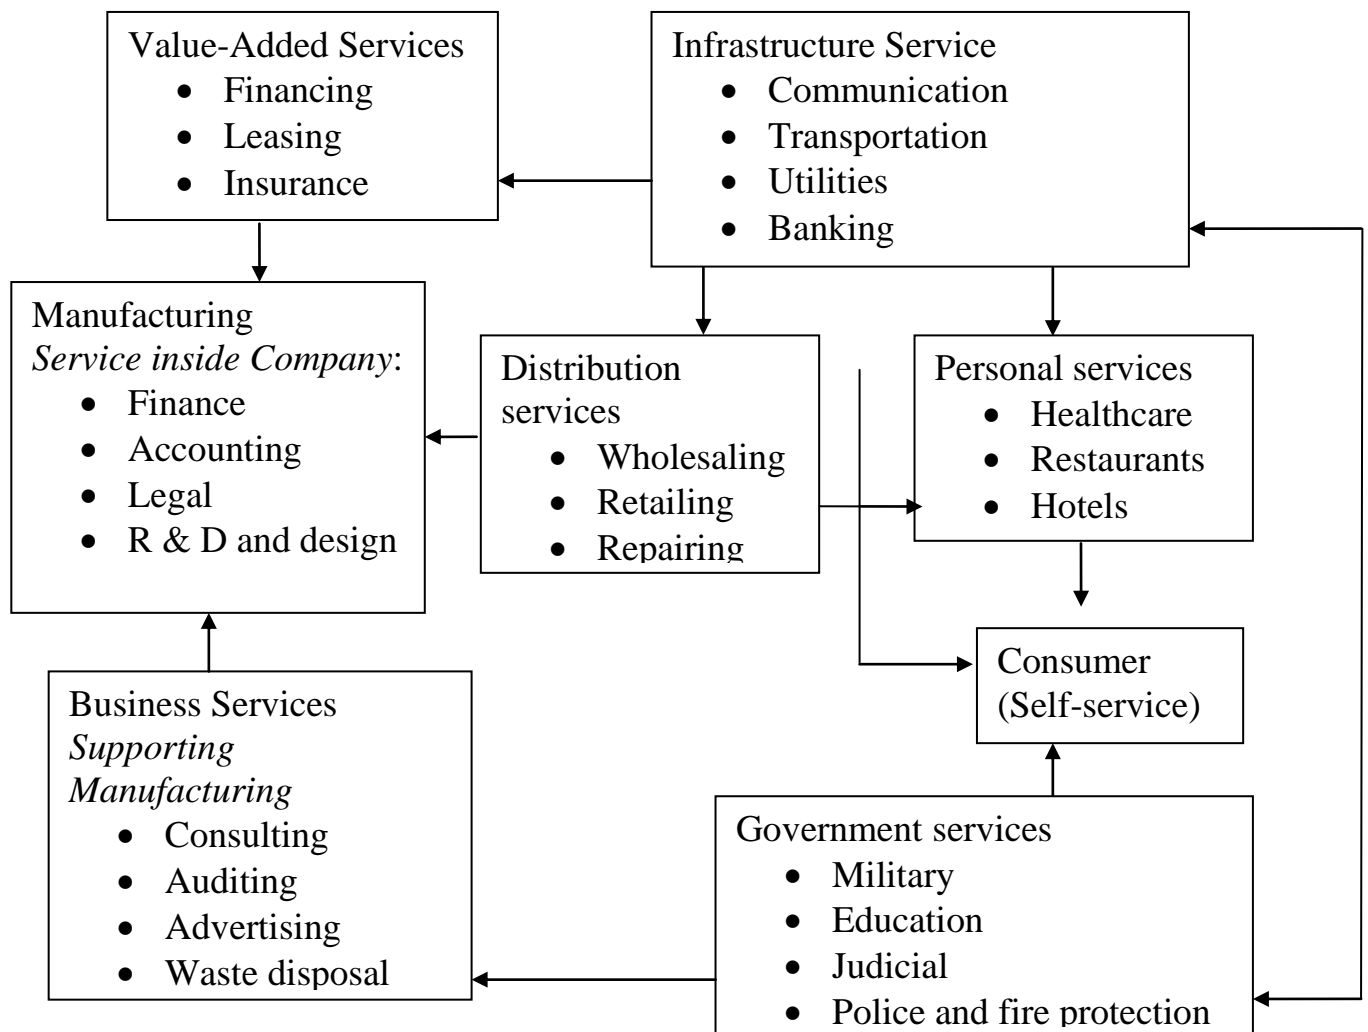 Value-Added Services
• Financing
• Leasing
• Insurance
Infrastructure Service
• Communication
• Transportation
• Utilities
• Banking
Manufacturing
Service inside Company:
• Finance
• Accounting
• Legal
• R & D and design
Distribution
services
• Wholesaling
• Retailing
• Repairing
Personal services
• Healthcare
• Restaurants
• Hotels
Consumer
(Self-service)
Business Services
Supporting
Manufacturing
• Consulting
• Auditing
• Advertising
• Waste disposal
Government services
• Military
• Education
• Judicial
• Police and fire protection